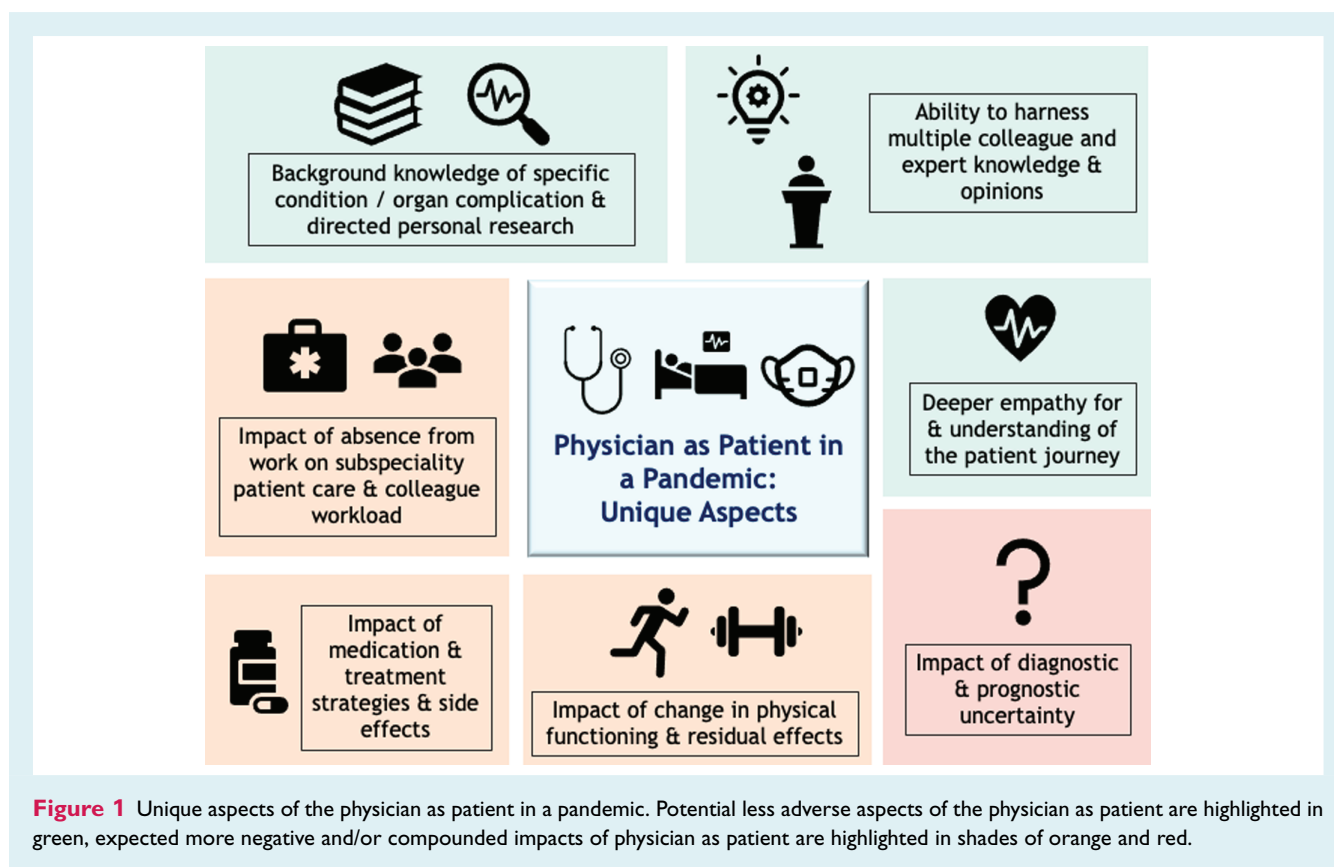 Background knowledge of specific
condition / organ complication &
directed personal research
Ability to harness
multiple colleague and
expert knowledge &
opinions
Impact of absence from
work on subspeciality
patient care & colleague
workload
Physician as Patient in
a Pandemic:
Unique Aspects
Deeper empathy for
& understanding of
the patient journey
Impact of
medication &
treatment
strategies & side
effects
Impact of change in physical
functioning & residual effects
Impact of diagnostic
& prognostic
uncertainty
Figure 1 Unique aspects of the physician as patient in a pandemic. Potential less adverse aspects of the physician as patient are highlighted in
green, expected more negative and/or compounded impacts of physician as patient are highlighted in shades of orange and red.